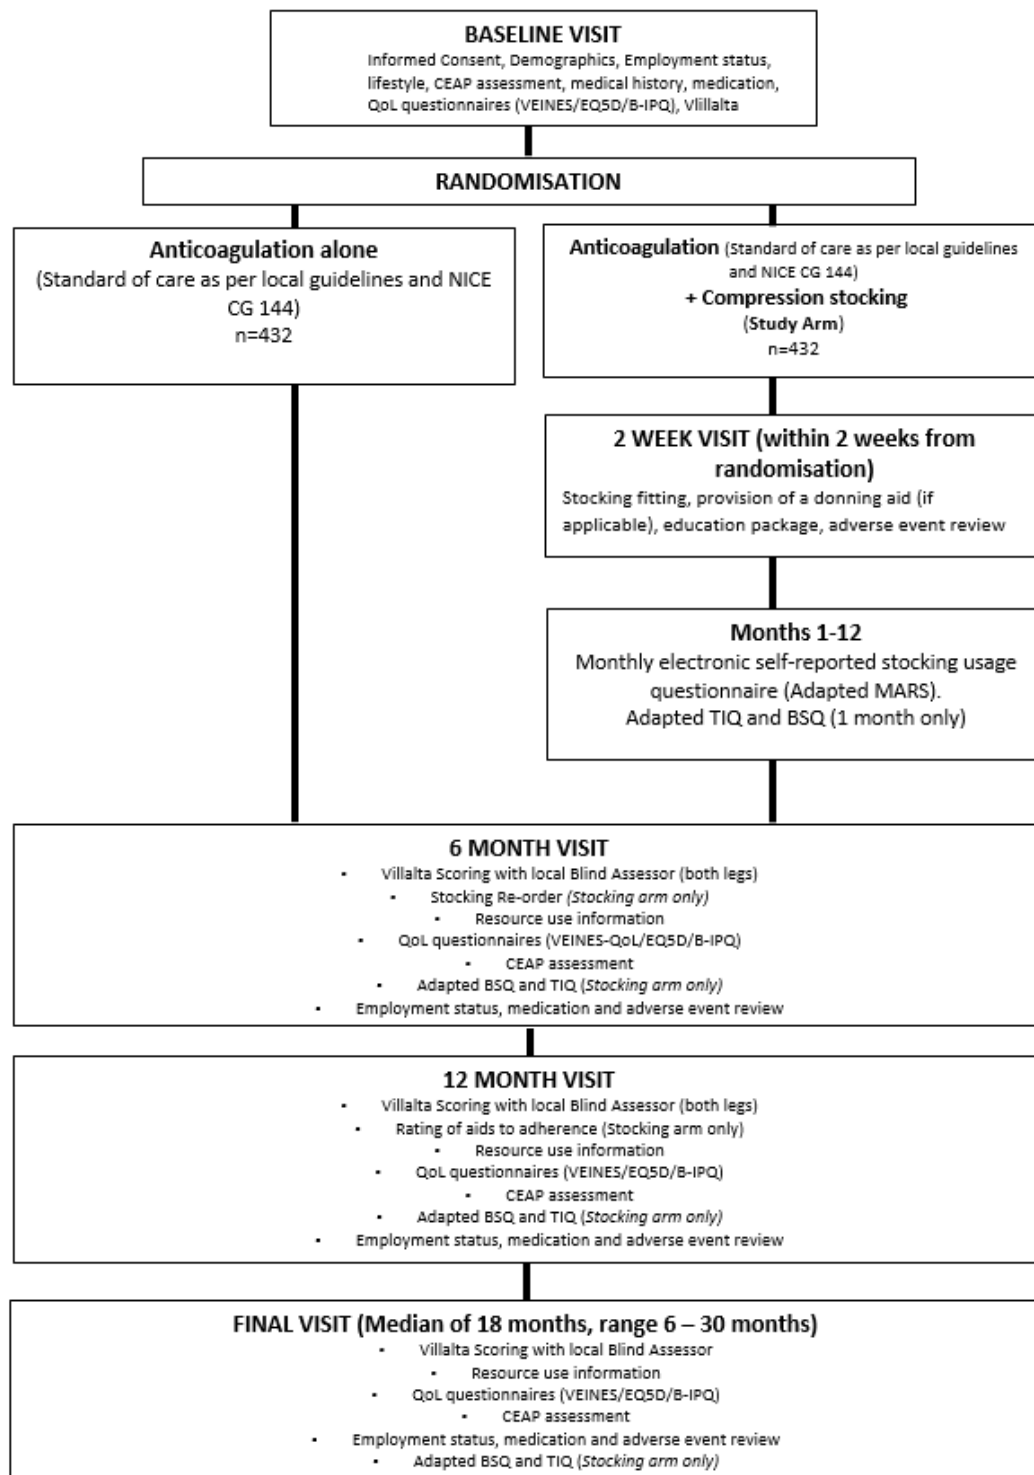 BASELINE VISIT
Informed Consent, Demographics, Employment status,
lifestyle, CEAP assessment, medical history, medication,
QoL questionnaires (VEINES/EQ5D/B-IPQ), Vlillalta
RANDOMISATION
Anticoagulation alone
(Standard of care as per local guidelines and NICE
CG 144)
n=432
Anticoagulation (Standard of care as per local guidelines
and NICE CG 144)
+ Compression stocking
(Study Arm)
n=432
2 WEEK VISIT (within 2 weeks from
randomisation)
Stocking fitting, provision of a donning aid (if
applicable), education package, adverse event review
Months 1-12
Monthly electronic self-reported stocking usage
questionnaire (Adapted MARS).
Adapted TIQ and BSQ (1 month only)
6 MONTH VISIT
▪ Villalta Scoring with local Blind Assessor (both legs)
▪ Stocking Re-order (Stocking arm only)
▪ Resource use information
▪ QoL questionnaires (VEINES-QoL/EQ5D/B-IPQ)
▪ CEAP assessment
▪ Adapted BSQ and TIQ (Stocking arm only)
▪ Employment status, medication and adverse event review
12 MONTH VISIT
▪ Villalta Scoring with local Blind Assessor (both legs)
▪ Rating of aids to adherence (Stocking arm only)
▪ Resource use information
▪ QoL questionnaires (VEINES/EQ5D/B-IPQ)
▪ CEAP assessment
▪ Adapted BSQ and TIQ (Stocking arm only)
▪ Employment status, medication and adverse event review
FINAL VISIT (Median of 18 months, range 6 – 30 months)
▪ Villalta Scoring with local Blind Assessor
▪ Resource use information
▪ QoL questionnaires (VEINES/EQ5D/B-IPQ)
▪ CEAP assessment
▪ Employment status, medication and adverse event review
▪ Adapted BSQ and TIQ (Stocking arm only)